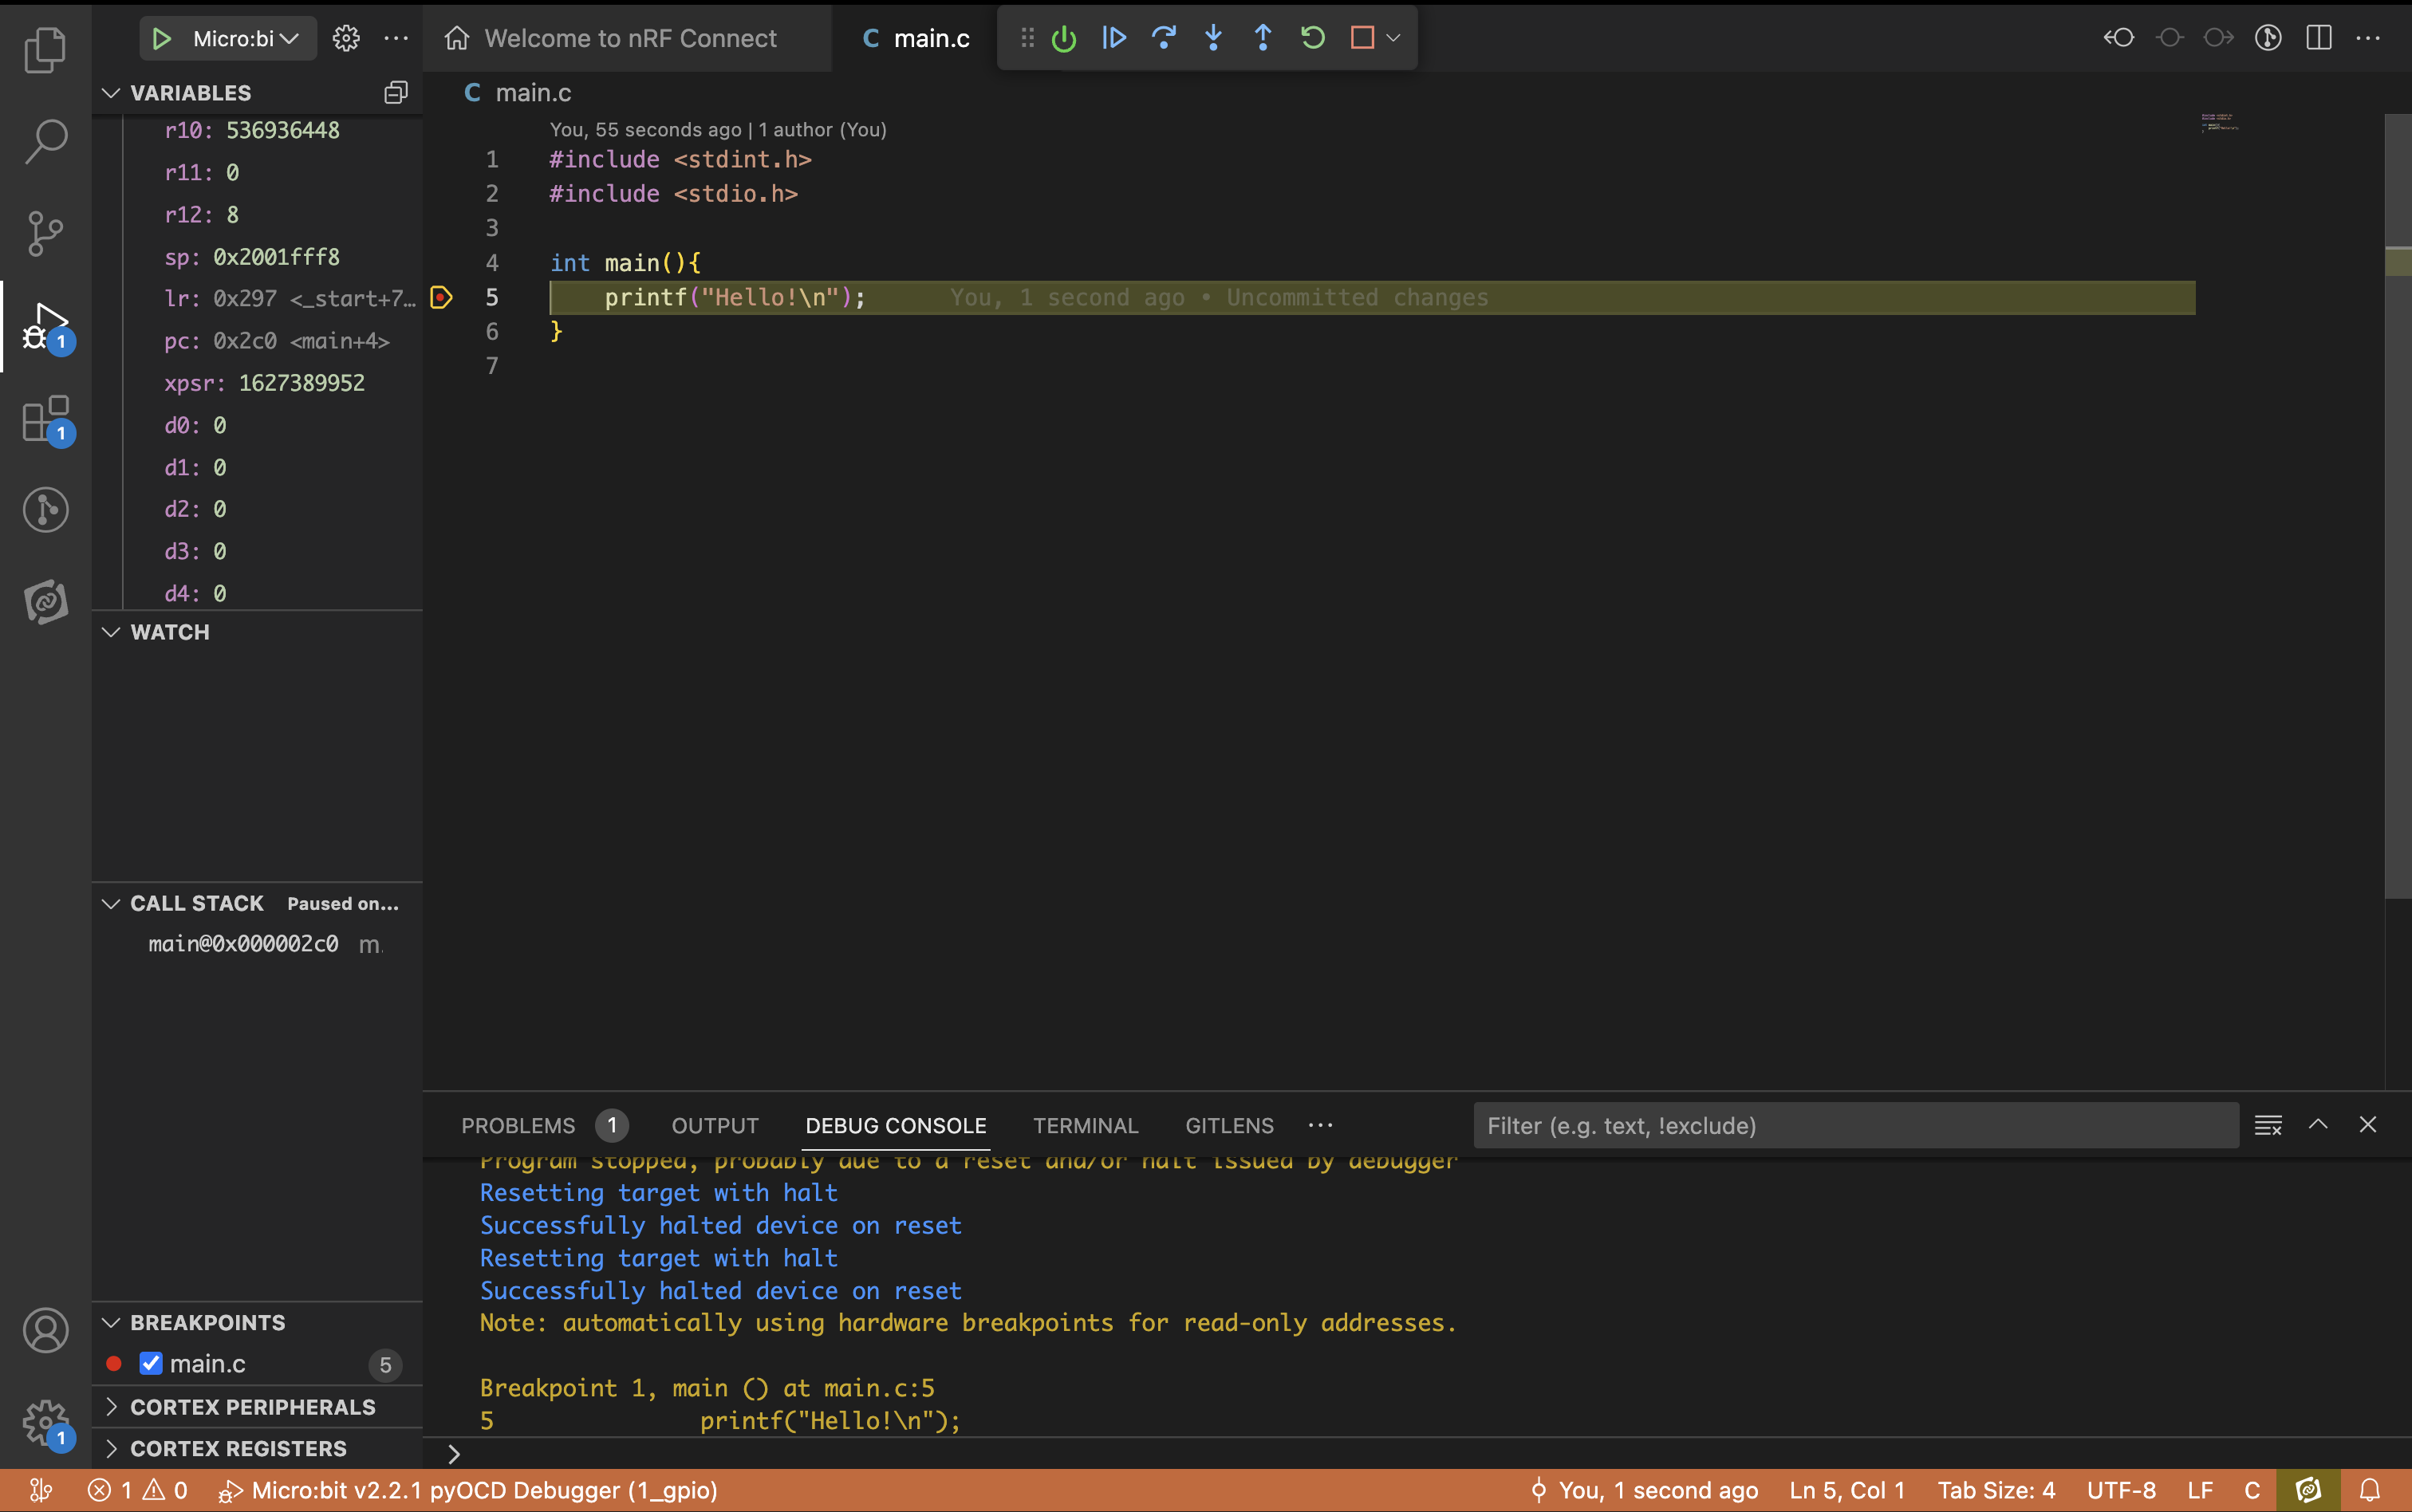 Micro:bi
Welcome to nRF Connect
C main.c
VARIABLES
r10: 536936448
r11: 0
r12: 8
sp: 0x2001fff8
lr: 0x297 <_start+7…
pc: 0x2c0 <main+4>
xpsr: 1627389952
d0: 0
d1: 0
d2: 0
d3: 0
d4: 0
WATCH
CALL STACK Paused on…
main@0x000002c0 m.
BREAKPOINTS
main.c 5
CORTEX PERIPHERALS
CORTEX REGISTERS
1
1
1
C main.c
You, 55 seconds ago | 1 author (You)
1 #include <stdint.h>
2 #include <stdio.h>
3
4 int main(){
5 printf("Hello!\n"); You, 1 second ago • Uncommitted changes
6 }
7
PROBLEMS 1 OUTPUT DEBUG CONSOLE TERMINAL GITLENS ··· Filter (e.g. text, !exclude)
Program stopped, probably due to a reset and/or halt issued by debugger
Resetting target with halt
Successfully halted device on reset
Resetting target with halt
Successfully halted device on reset
Note: automatically using hardware breakpoints for read-only addresses.
Breakpoint 1, main () at main.c:5
5 printf("Hello!\n");
1 0 Micro:bit v2.2.1 pyOCD Debugger (1_gpio) You, 1 second ago Ln 5, Col 1 Tab Size: 4 UTF-8 LF C